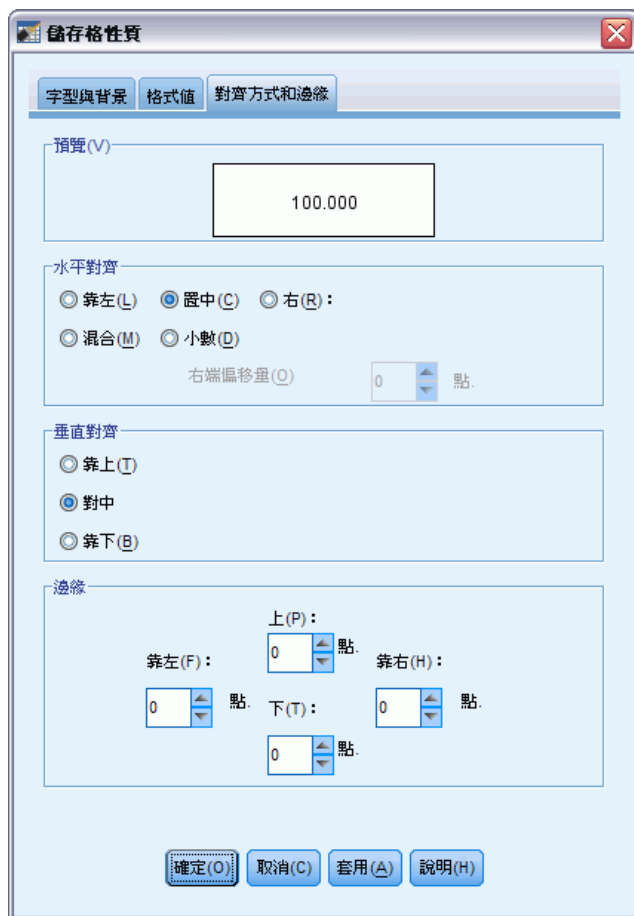 儲存格性質
字型與背景 格式值 對齊方式和邊緣
預覽(V)
100.000
水平對齊
靠左(L) 置中(C) 右(R)：
混合(M) 小數(D)
右端偏移量(O) 0 點.
垂直對齊
靠上(T)
對中
靠下(B)
邊緣
上(P)：
0 點.
靠左(F)：
0 點.
靠右(H)：
0 點.
下(T)：
0 點.
確定(O) 取消(C) 套用(A) 說明(H)